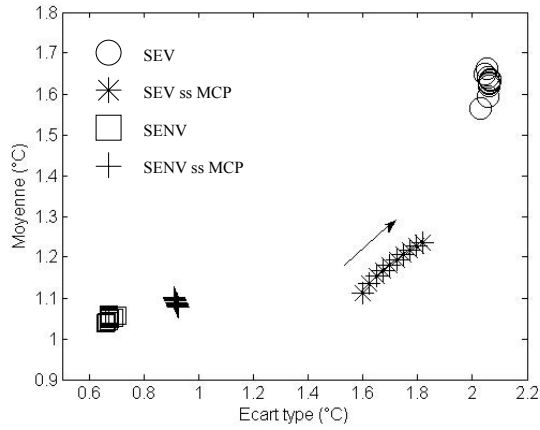 1.8
1.7
1.6
1.5
1.4
1.3
1.2
1.1
1
0.9
Moyenne (°C)
SEV
SEV ss MCP
SENV
SENV ss MCP
0.6 0.8 1 1.2 1.4 1.6 1.8 2 2.2
Ecart type (°C)